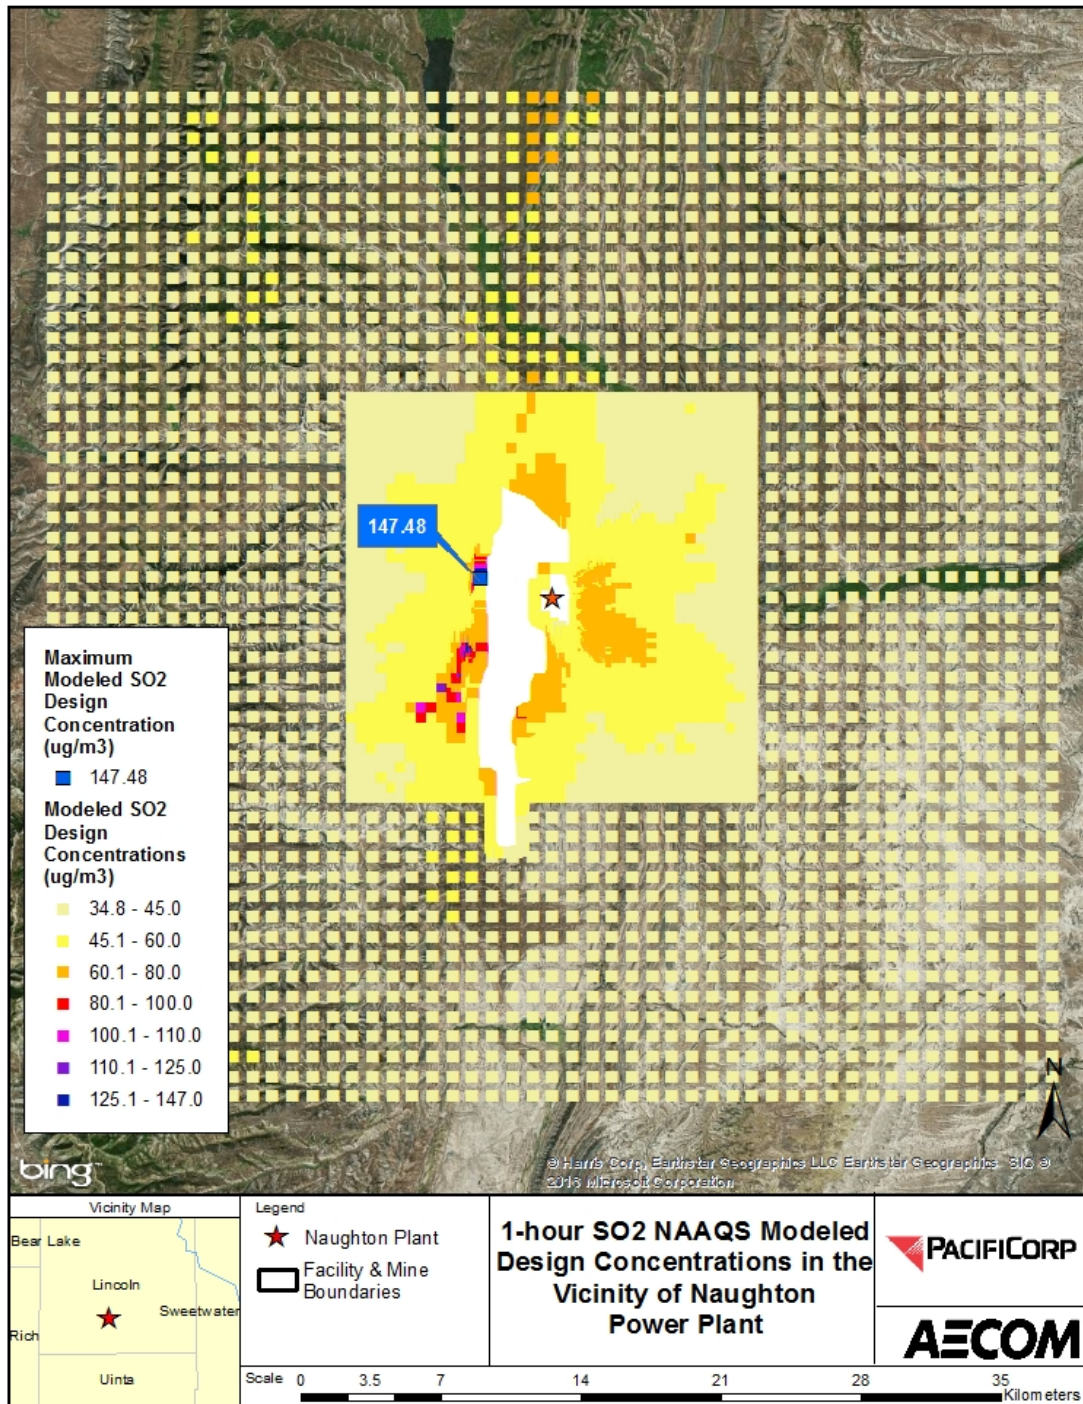 147.48
Maximum
Modeled SO2
Design
Concentration
(ug/m3)
147.48
Modeled SO2
Design
Concentrations
(ug/m3)
34.8 - 45.0
45.1 - 60.0
60.1 - 80.0
80.1 - 100.0
100.1 - 110.0
110.1 - 125.0
125.1 - 147.0
N
bing™
© Harris Corp, Earthstar Geographics LLC Earthstar Geographics SIO ©
2016 Microsoft Corporation
Vicinity Map
Bear Lake
Lincoln
Sweetwater
Rich
Uinta
Legend
Naughton Plant
Facility & Mine
Boundaries
1-hour SO2 NAAQS Modeled
Design Concentrations in the
Vicinity of Naughton
Power Plant
PACIFICORP
AECOM
Scale 0 3.5 7 14 21 28 35
Kilometers